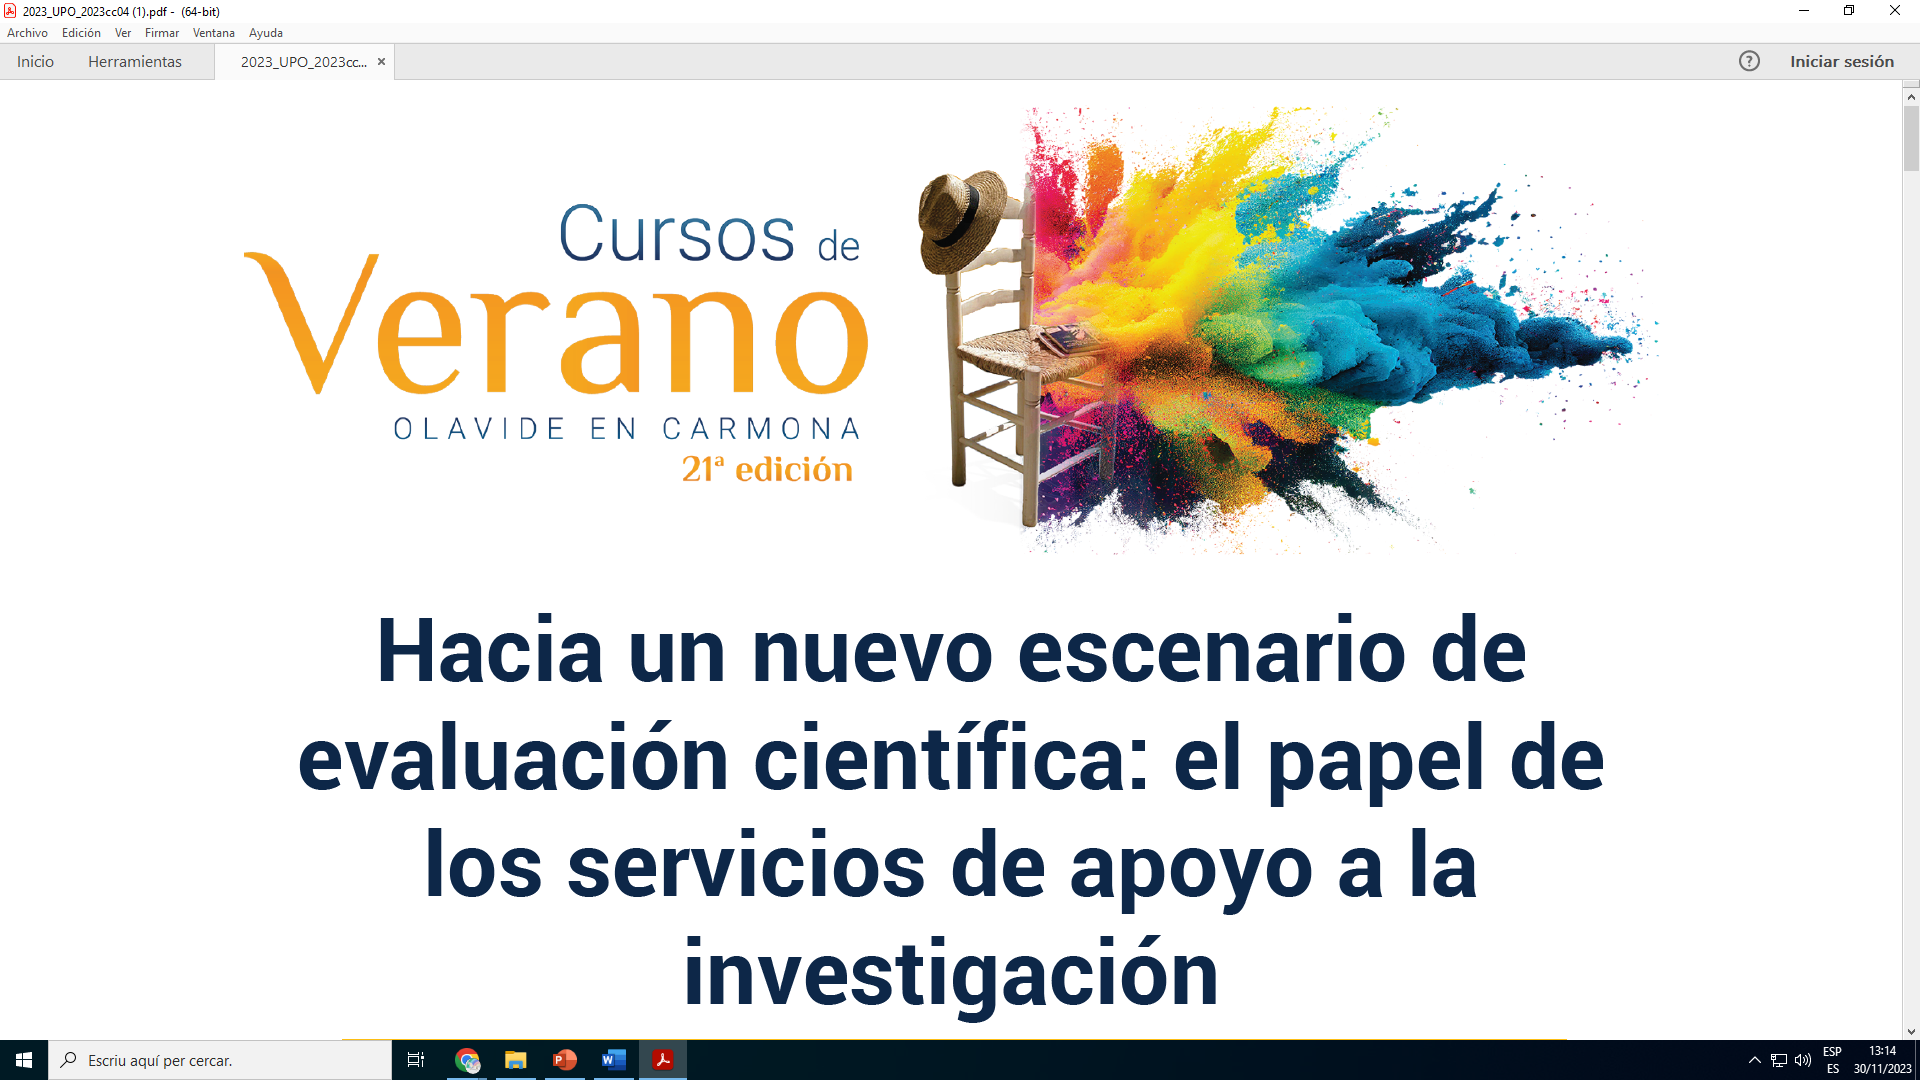 2023_UPO_2023cc04 (1).pdf - (64-bit)
Archivo Edición Ver Firmar Ventana Ayuda
Inicio Herramientas 2023_UPO_2023cc... × ? Iniciar sesión
Cursos de
Verano
OLAVIDE EN CARMONA
21ª edición
Hacia un nuevo escenario de
evaluación científica: el papel de
los servicios de apoyo a la
investigación
Escriu aquí per cercar.
ESP
ES
13:14
30/11/2023